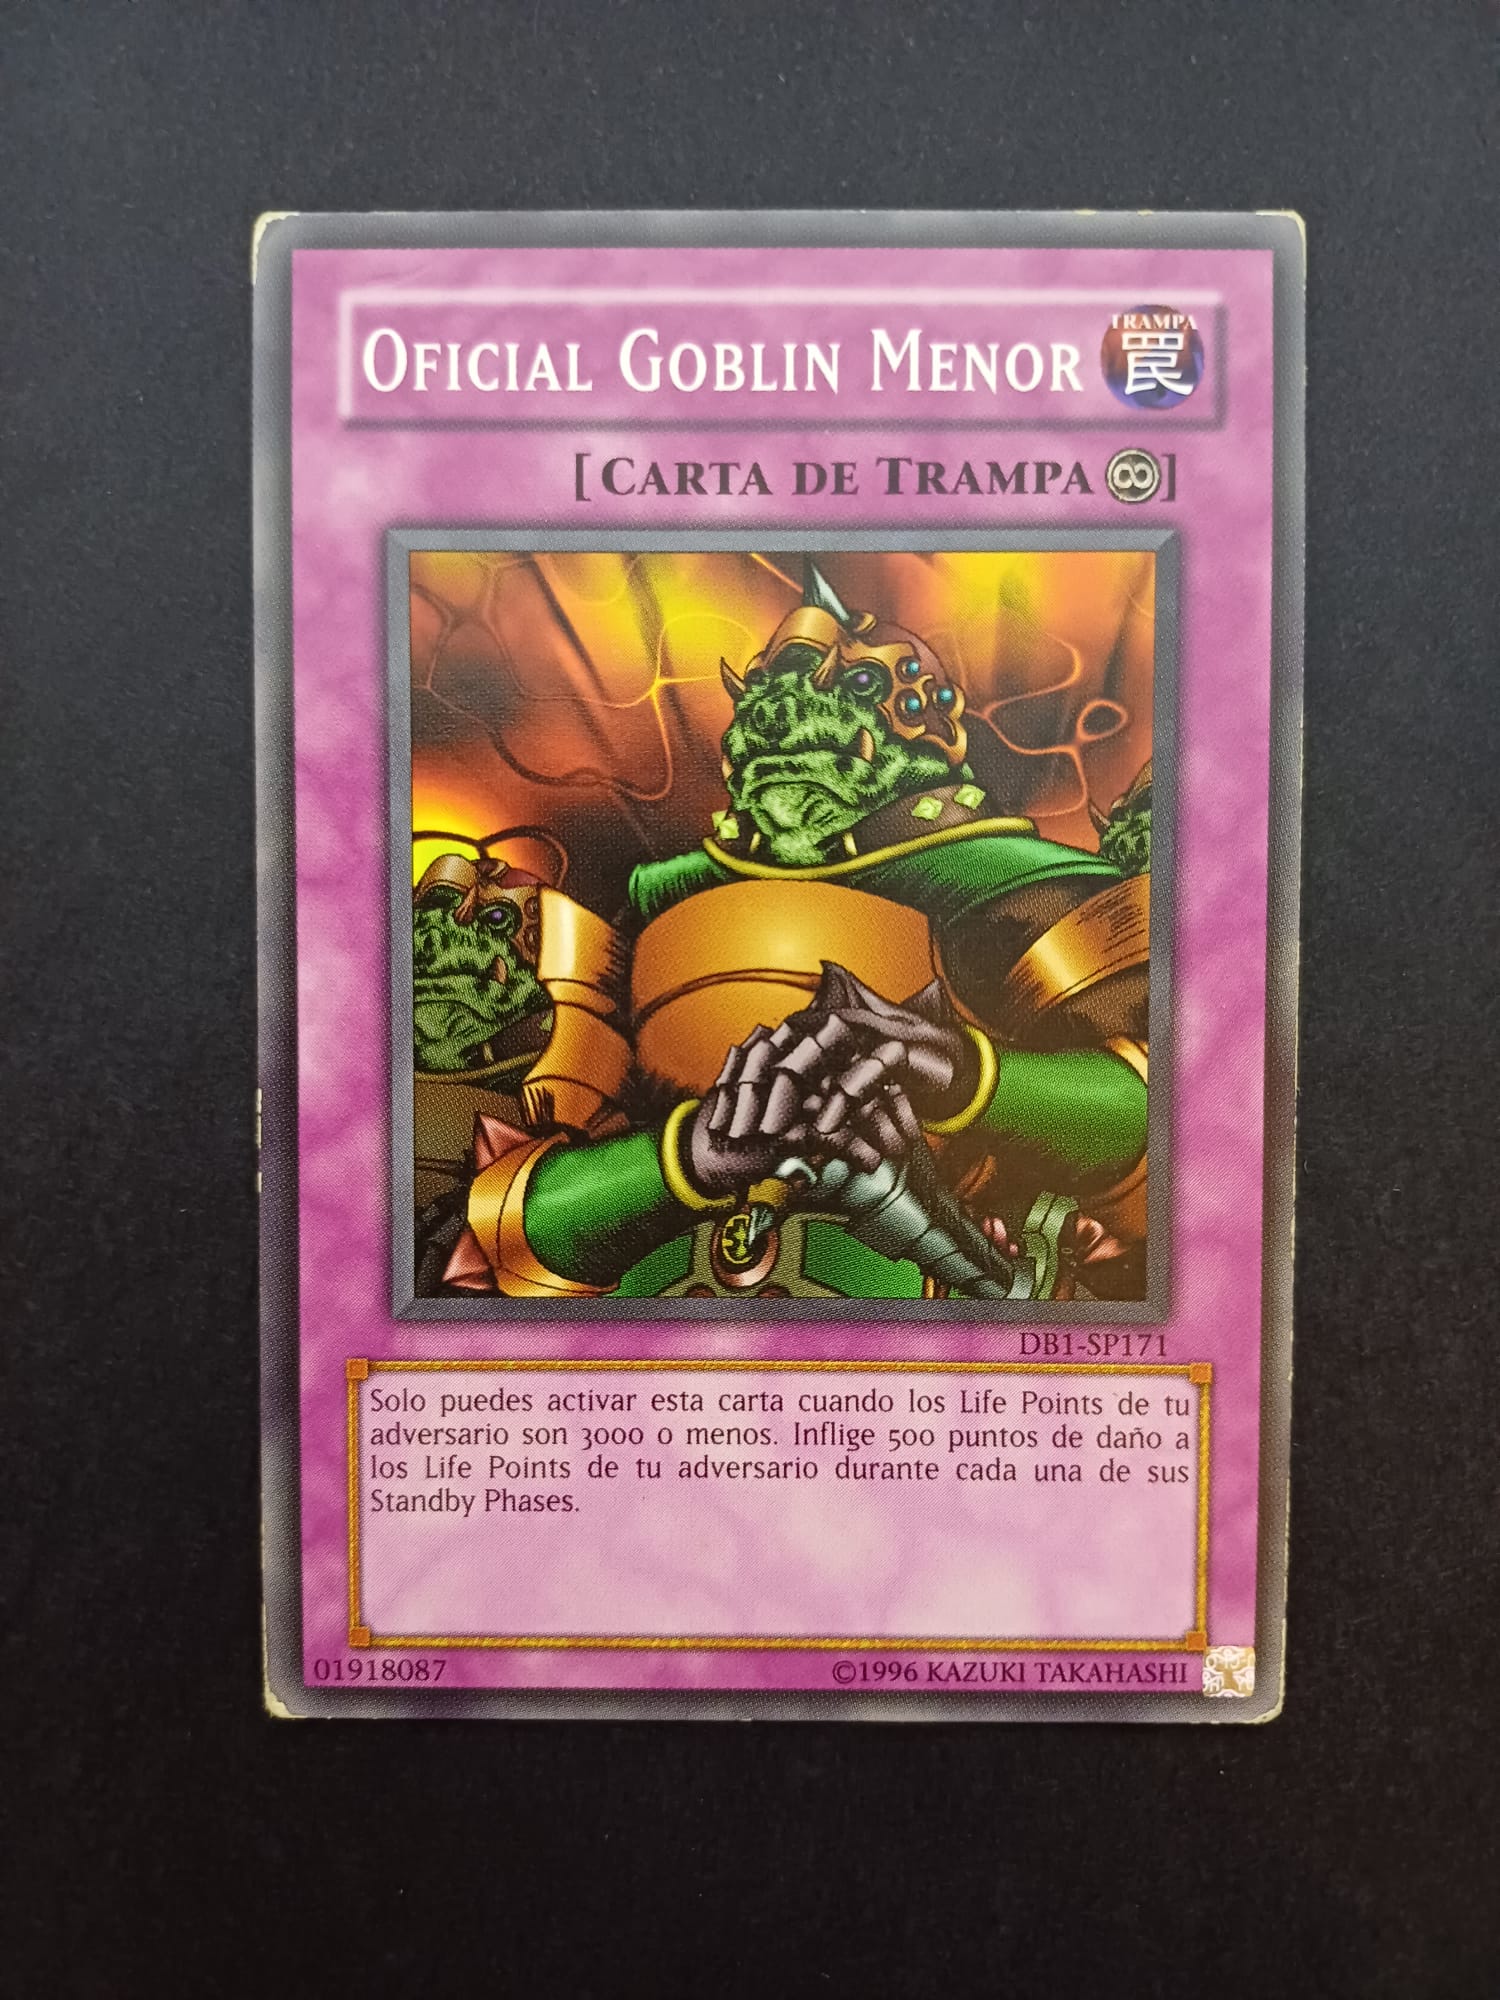 OFICIAL GOBLIN MENOR
TRAMPA
罠
[CARTA DE TRAMPA ∞]
DB1-SP171
Solo puedes activar esta carta cuando los Life Points de tu
adversario son 3000 o menos. Inflige 500 puntos de daño a
los Life Points de tu adversario durante cada una de sus
Standby Phases.
01918087
©1996 KAZUKI TAKAHASHI